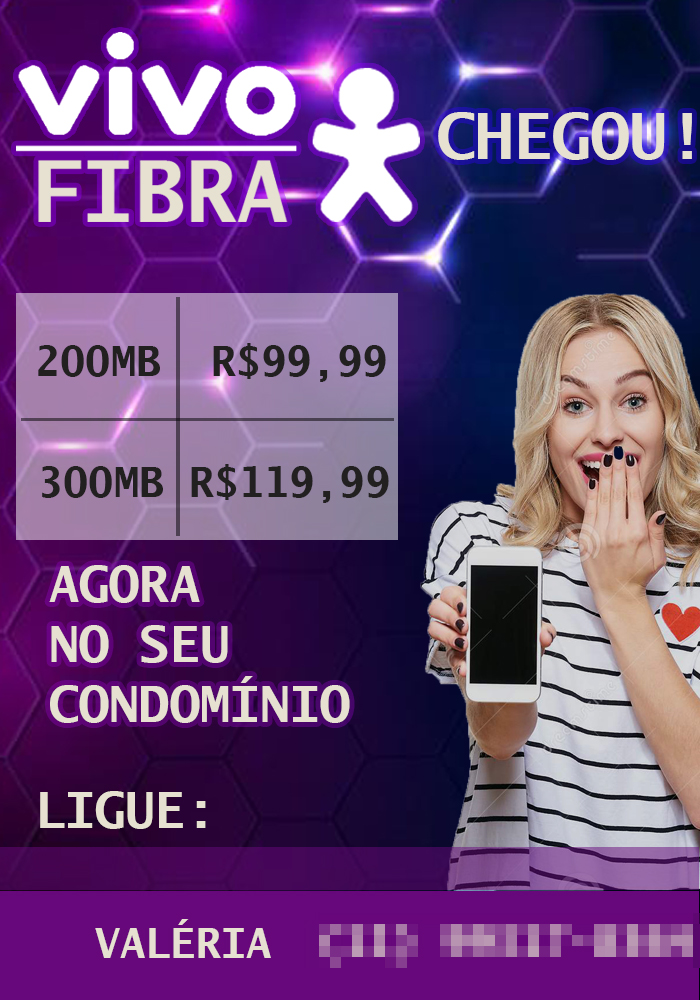 vivo
FIBRA
CHEGOU!
200MB R$99,99
300MB R$119,99
AGORA
NO SEU
CONDOMÍNIO
LIGUE:
VALÉRIA